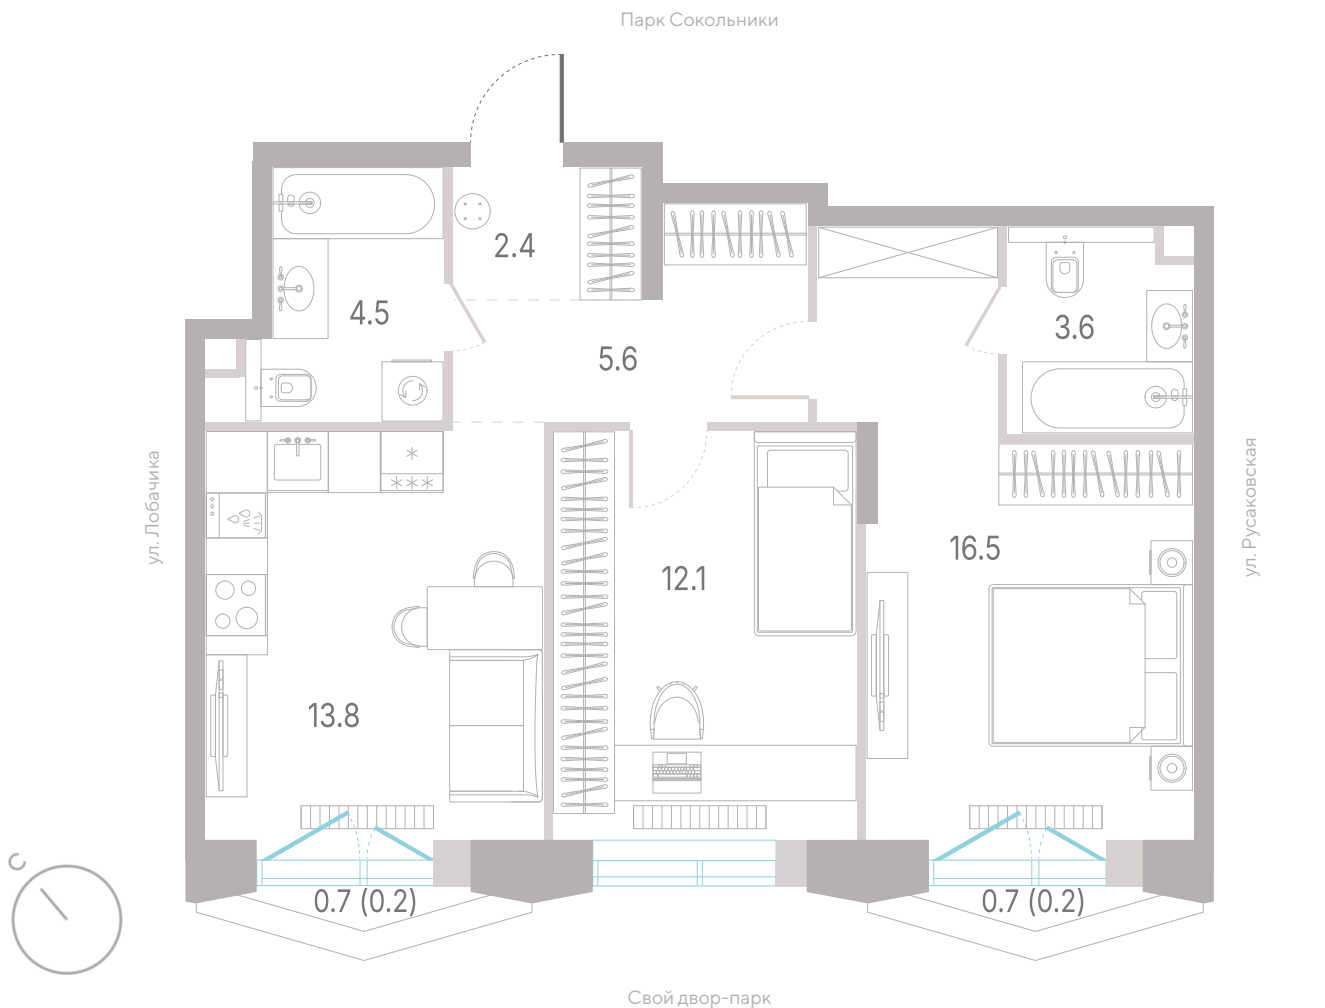 Парк Сокольники
2.4
4.5
3.6
5.6
ул. Лобачика
ул. Русаковская
16.5
12.1
13.8
С
0.7 (0.2)
0.7 (0.2)
Свой двор-парк